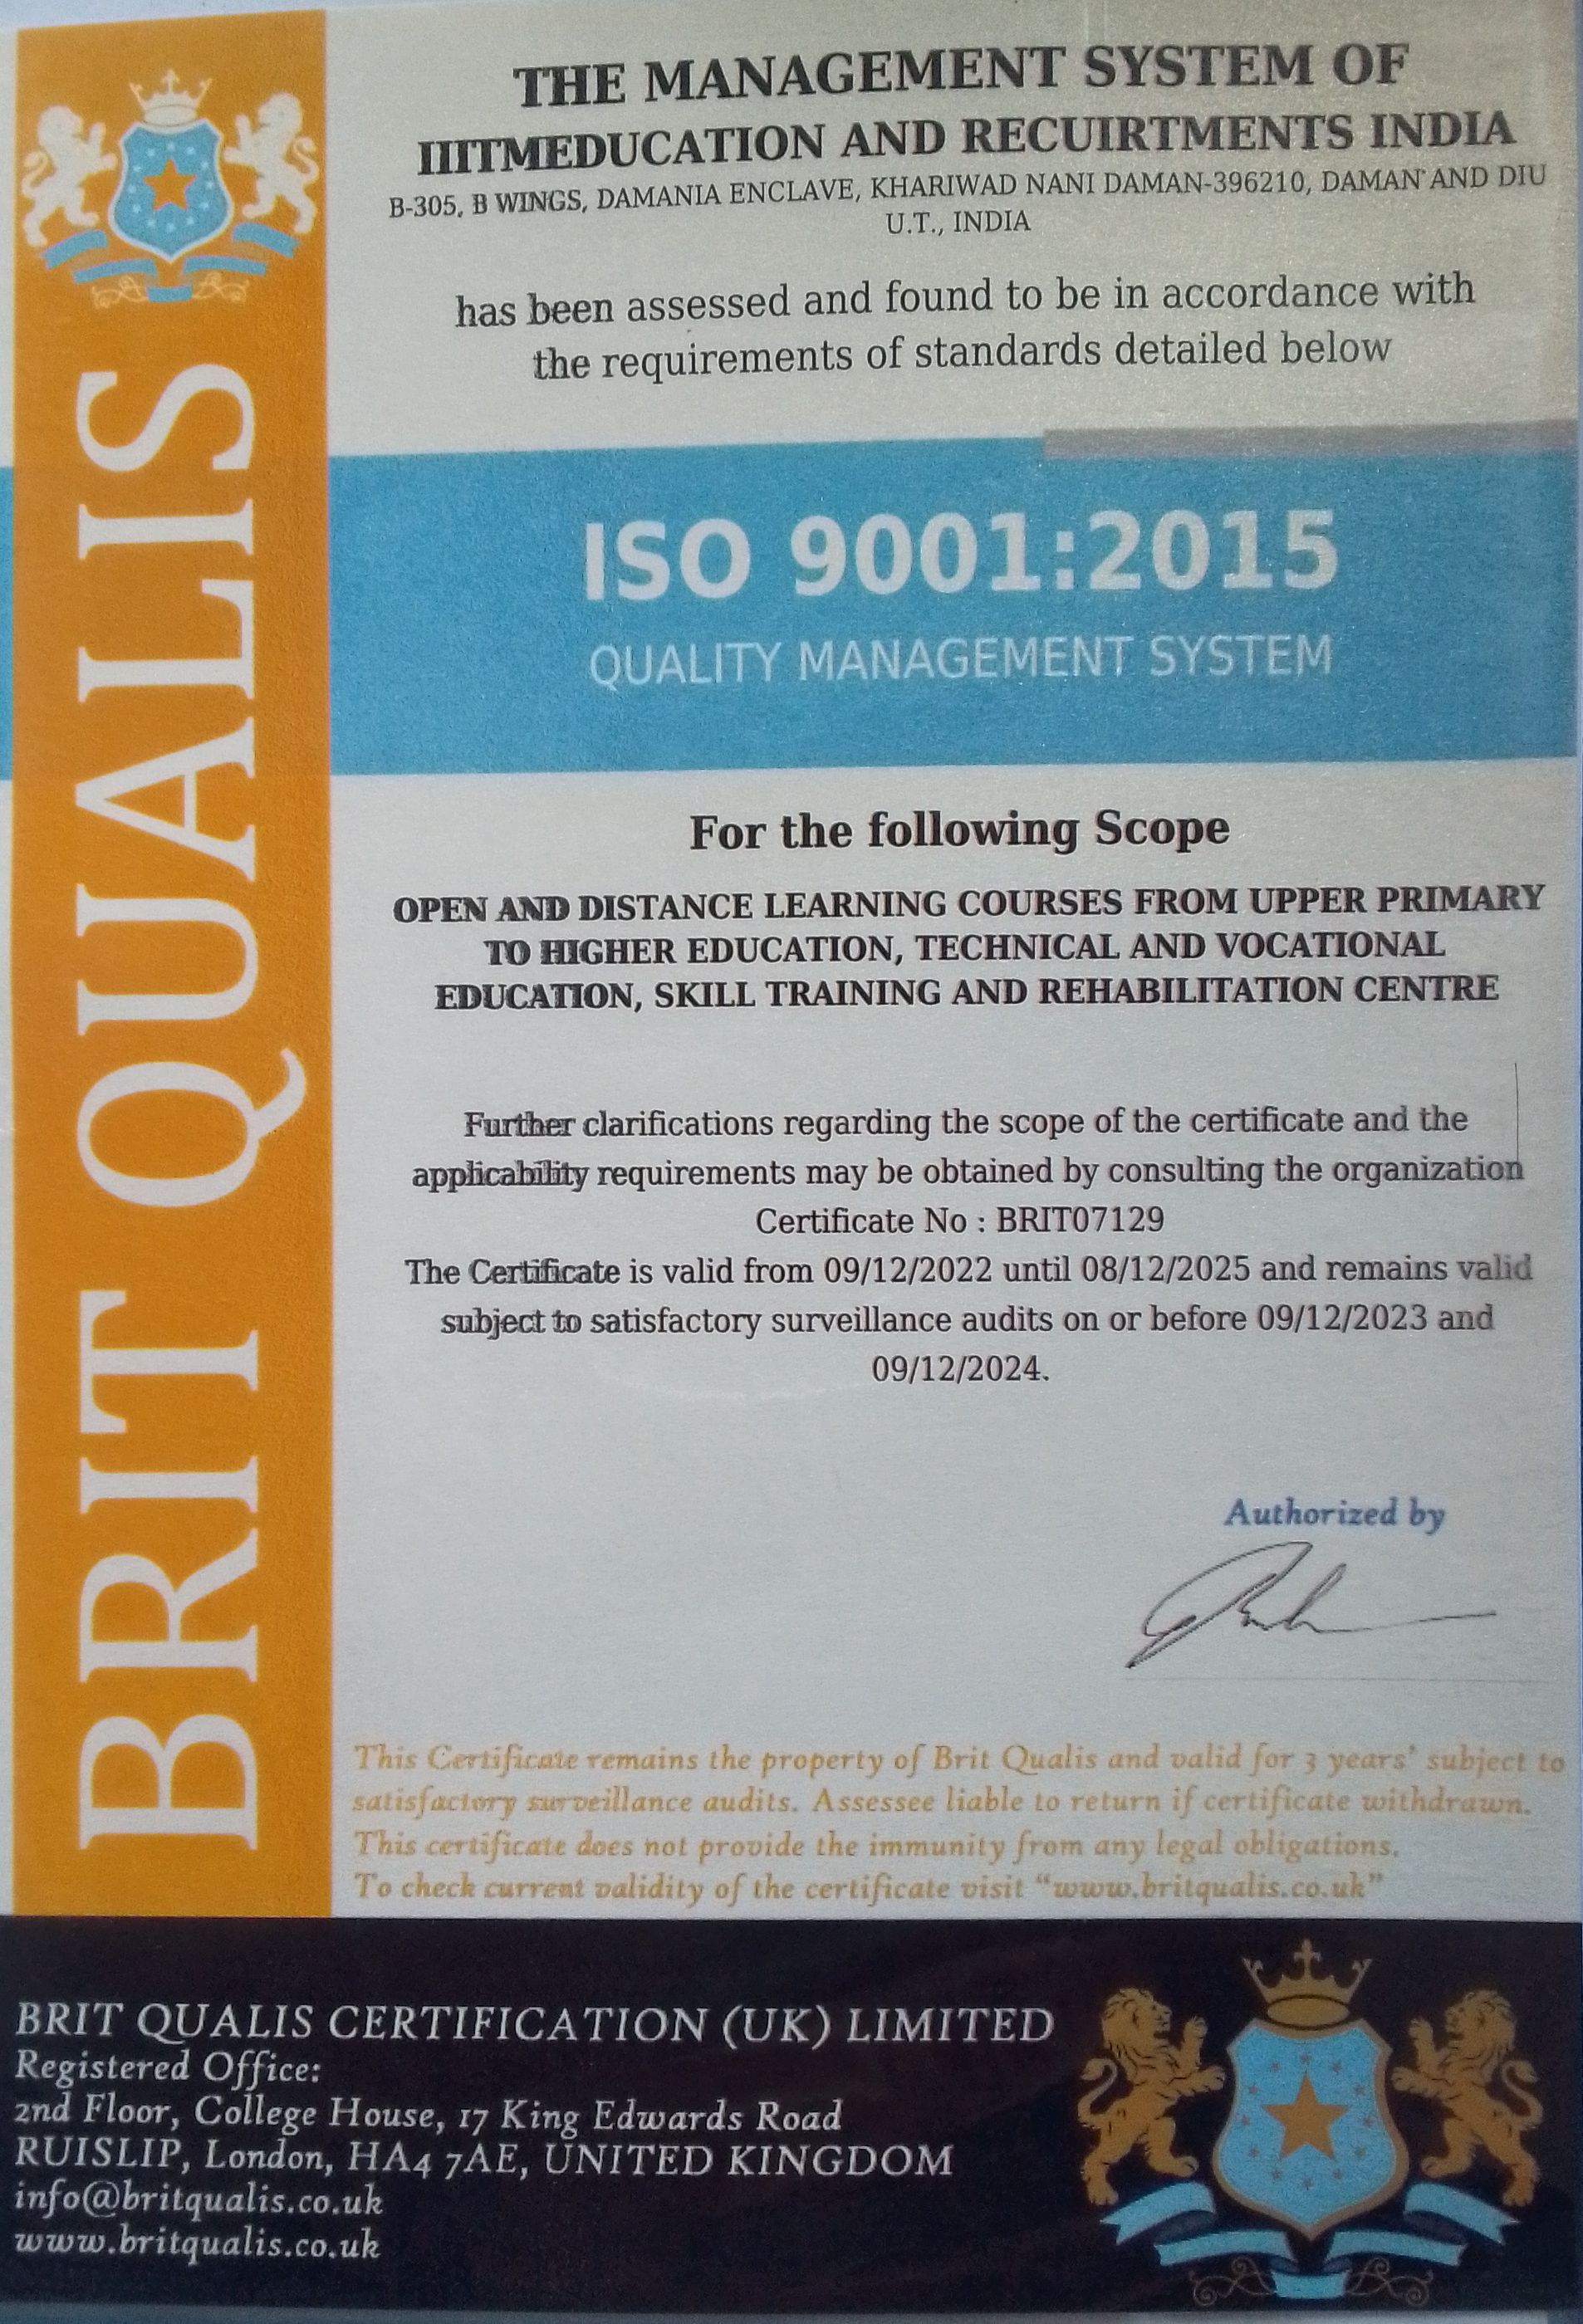 BRIT QUALIS
THE MANAGEMENT SYSTEM OF
IIITMEDUCATION AND RECUIRTMENTS INDIA
B-305, B WINGS, DAMANIA ENCLAVE, KHARIWAD NANI DAMAN-396210, DAMAN AND DIU
U.T., INDIA
has been assessed and found to be in accordance with
the requirements of standards detailed below
ISO 9001:2015
QUALITY MANAGEMENT SYSTEM
For the following Scope
OPEN AND DISTANCE LEARNING COURSES FROM UPPER PRIMARY
TO HIGHER EDUCATION, TECHNICAL AND VOCATIONAL
EDUCATION, SKILL TRAINING AND REHABILITATION CENTRE
Further clarifications regarding the scope of the certificate and the
applicability requirements may be obtained by consulting the organization
Certificate No : BRIT07129
The Certificate is valid from 09/12/2022 until 08/12/2025 and remains valid
subject to satisfactory surveillance audits on or before 09/12/2023 and
09/12/2024.
Authorized by
This Certificate remains the property of Brit Qualis and valid for 3 years' subject to
satisfactory surveillance audits. Assessee liable to return if certificate withdrawn.
This certificate does not provide the immunity from any legal obligations.
To check current validity of the certificate visit “www.britqualis.co.uk”
BRIT QUALIS CERTIFICATION (UK) LIMITED
Registered Office:
2nd Floor, College House, 17 King Edwards Road
RUISLIP, London, HA4 7AE, UNITED KINGDOM
info@britqualis.co.uk
www.britqualis.co.uk